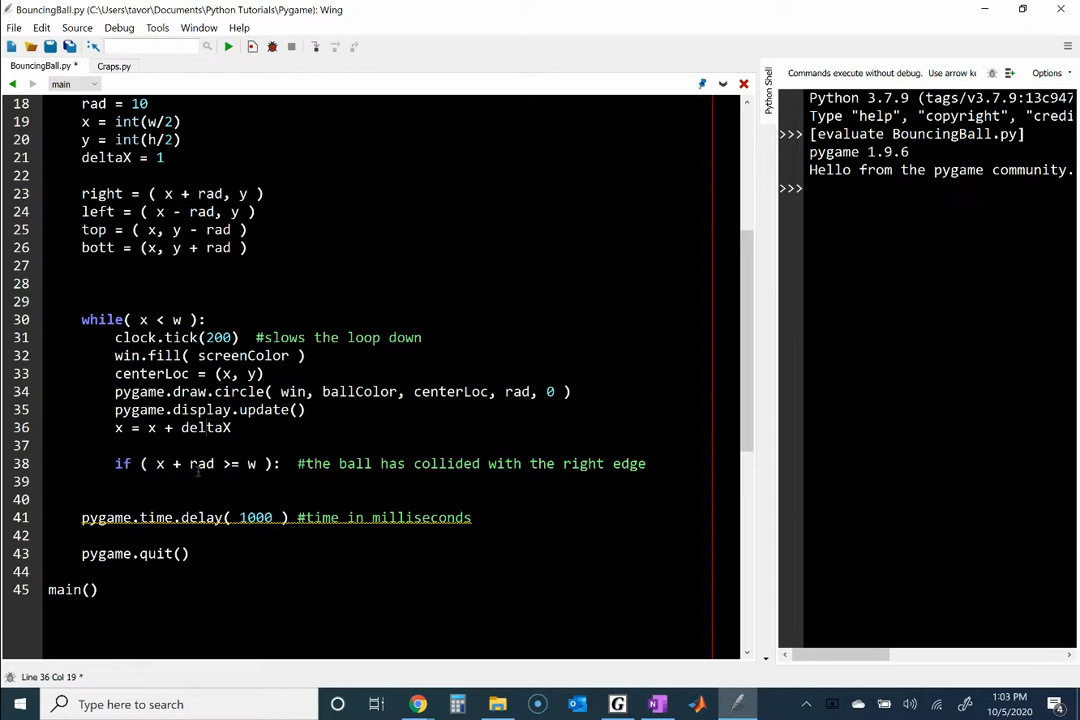 BouncingBall.py (C:\Users\tavor\Documents\Python Tutorials\Pygame): Wing
File Edit Source Debug Tools Window Help
BouncingBall.py * Craps.py
main
18 rad = 10
19 x = int(w/2)
20 y = int(h/2)
21 deltaX = 1
22
23 right = ( x + rad, y )
24 left = ( x - rad, y )
25 top = ( x, y - rad )
26 bott = (x, y + rad )
27
28
29
30 while( x < w ):
31 clock.tick(200) #slows the loop down
32 win.fill( screenColor )
33 centerLoc = (x, y)
34 pygame.draw.circle( win, ballColor, centerLoc, rad, 0 )
35 pygame.display.update()
36 x = x + deltaX
37
38 if ( x + rad >= w ): #the ball has collided with the right edge
39
40
41 pygame.time.delay( 1000 ) #time in milliseconds
42
43 pygame.quit()
44
45 main()
Line 36 Col 19 *
Python Shell
Commands execute without debug. Use arrow k Options
Python 3.7.9 (tags/v3.7.9:13c947
Type "help", "copyright", "credi
>>> [evaluate BouncingBall.py]
pygame 1.9.6
Hello from the pygame community.
>>>
Type here to search
G
1:03 PM
10/5/2020
4